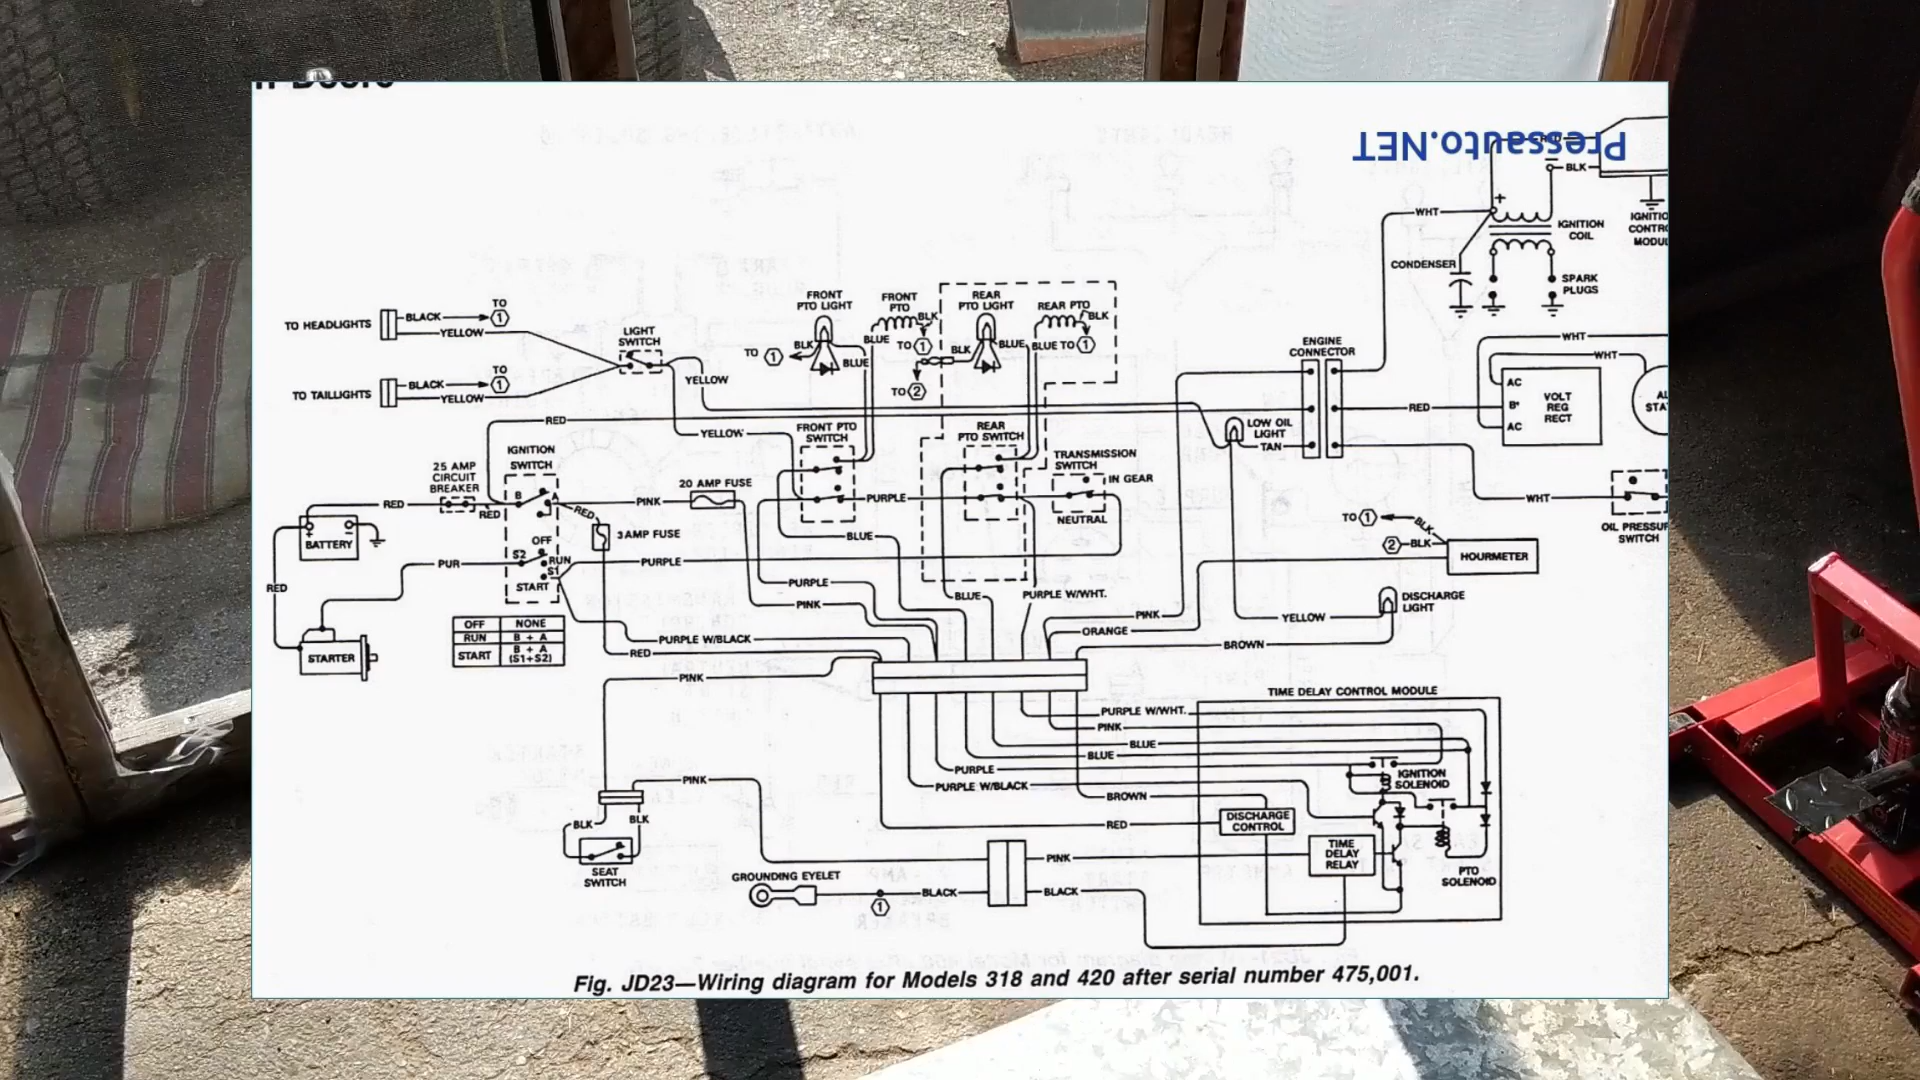 Pressauto.NET
BLK
WHT
IGNITION
COIL
CONDENSER
SPARK
PLUGS
WHT
WHT
AC
B+
AC
VOLT
REG
RECT
RED
ENGINE
CONNECTOR
TO HEADLIGHTS
BLACK
TO
1
YELLOW
TO TAILLIGHTS
BLACK
TO
1
YELLOW
LIGHT
SWITCH
YELLOW
YELLOW
FRONT
PTO LIGHT
TO 1
BLK
BLUE
FRONT
PTO
BLK
BLUE
TO 1
REAR
PTO LIGHT
BLK
BLUE
TO 2
REAR PTO
BLK
BLUE TO 1
RED
FRONT PTO
SWITCH
REAR
PTO SWITCH
LOW OIL
LIGHT
TAN
TRANSMISSION
SWITCH
IN GEAR
NEUTRAL
25 AMP
CIRCUIT
BREAKER
IGNITION
SWITCH
RED
RED
B
A
PINK
20 AMP FUSE
PURPLE
RED
3 AMP FUSE
BATTERY
+
−
OFF
S2
RUN
S1
START
PUR
PURPLE
BLUE
WHT
OIL PRESSUR
SWITCH
TO 1
BLK
2 BLK
HOURMETER
RED
PURPLE
PINK
BLUE
PURPLE W/WHT.
PINK
ORANGE
YELLOW
BROWN
DISCHARGE
LIGHT
OFF NONE
RUN B + A
START B + A
(S1+S2)
PURPLE W/BLACK
RED
PINK
STARTER
TIME DELAY CONTROL MODULE
PURPLE W/WHT.
PINK
BLUE
BLUE
PURPLE
PURPLE W/BLACK
BROWN
RED
IGNITION
SOLENOID
DISCHARGE
CONTROL
TIME
DELAY
RELAY
PTO
SOLENOID
PINK
BLK
BLK
SEAT
SWITCH
PINK
GROUNDING EYELET
1
BLACK
BLACK
Fig. JD23—Wiring diagram for Models 318 and 420 after serial number 475,001.